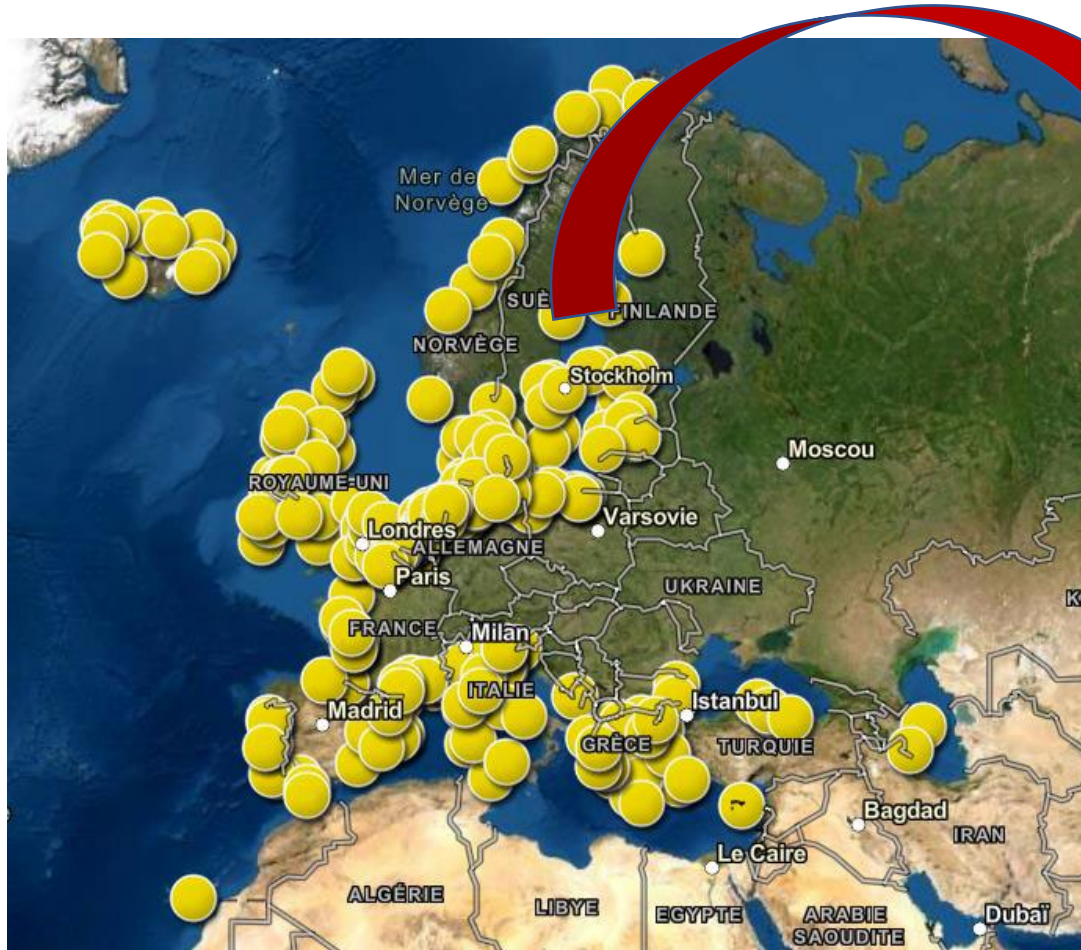 Mer de
Norvège
SUÈ
FINLANDE
NORVÈGE
Stockholm
Moscou
ROYAUME-UNI
Londres
Varsovie
ALLEMAGNE
Paris
UKRAINE
K
FRANCE
Milan
ITALIE
Madrid
Istanbul
GRÈCE
TURQUIE
Bagdad
IRAN
Le Caire
ALGÉRIE
LIBYE
EGYPTE
ARABIE
SAOUDITE
Dubaï